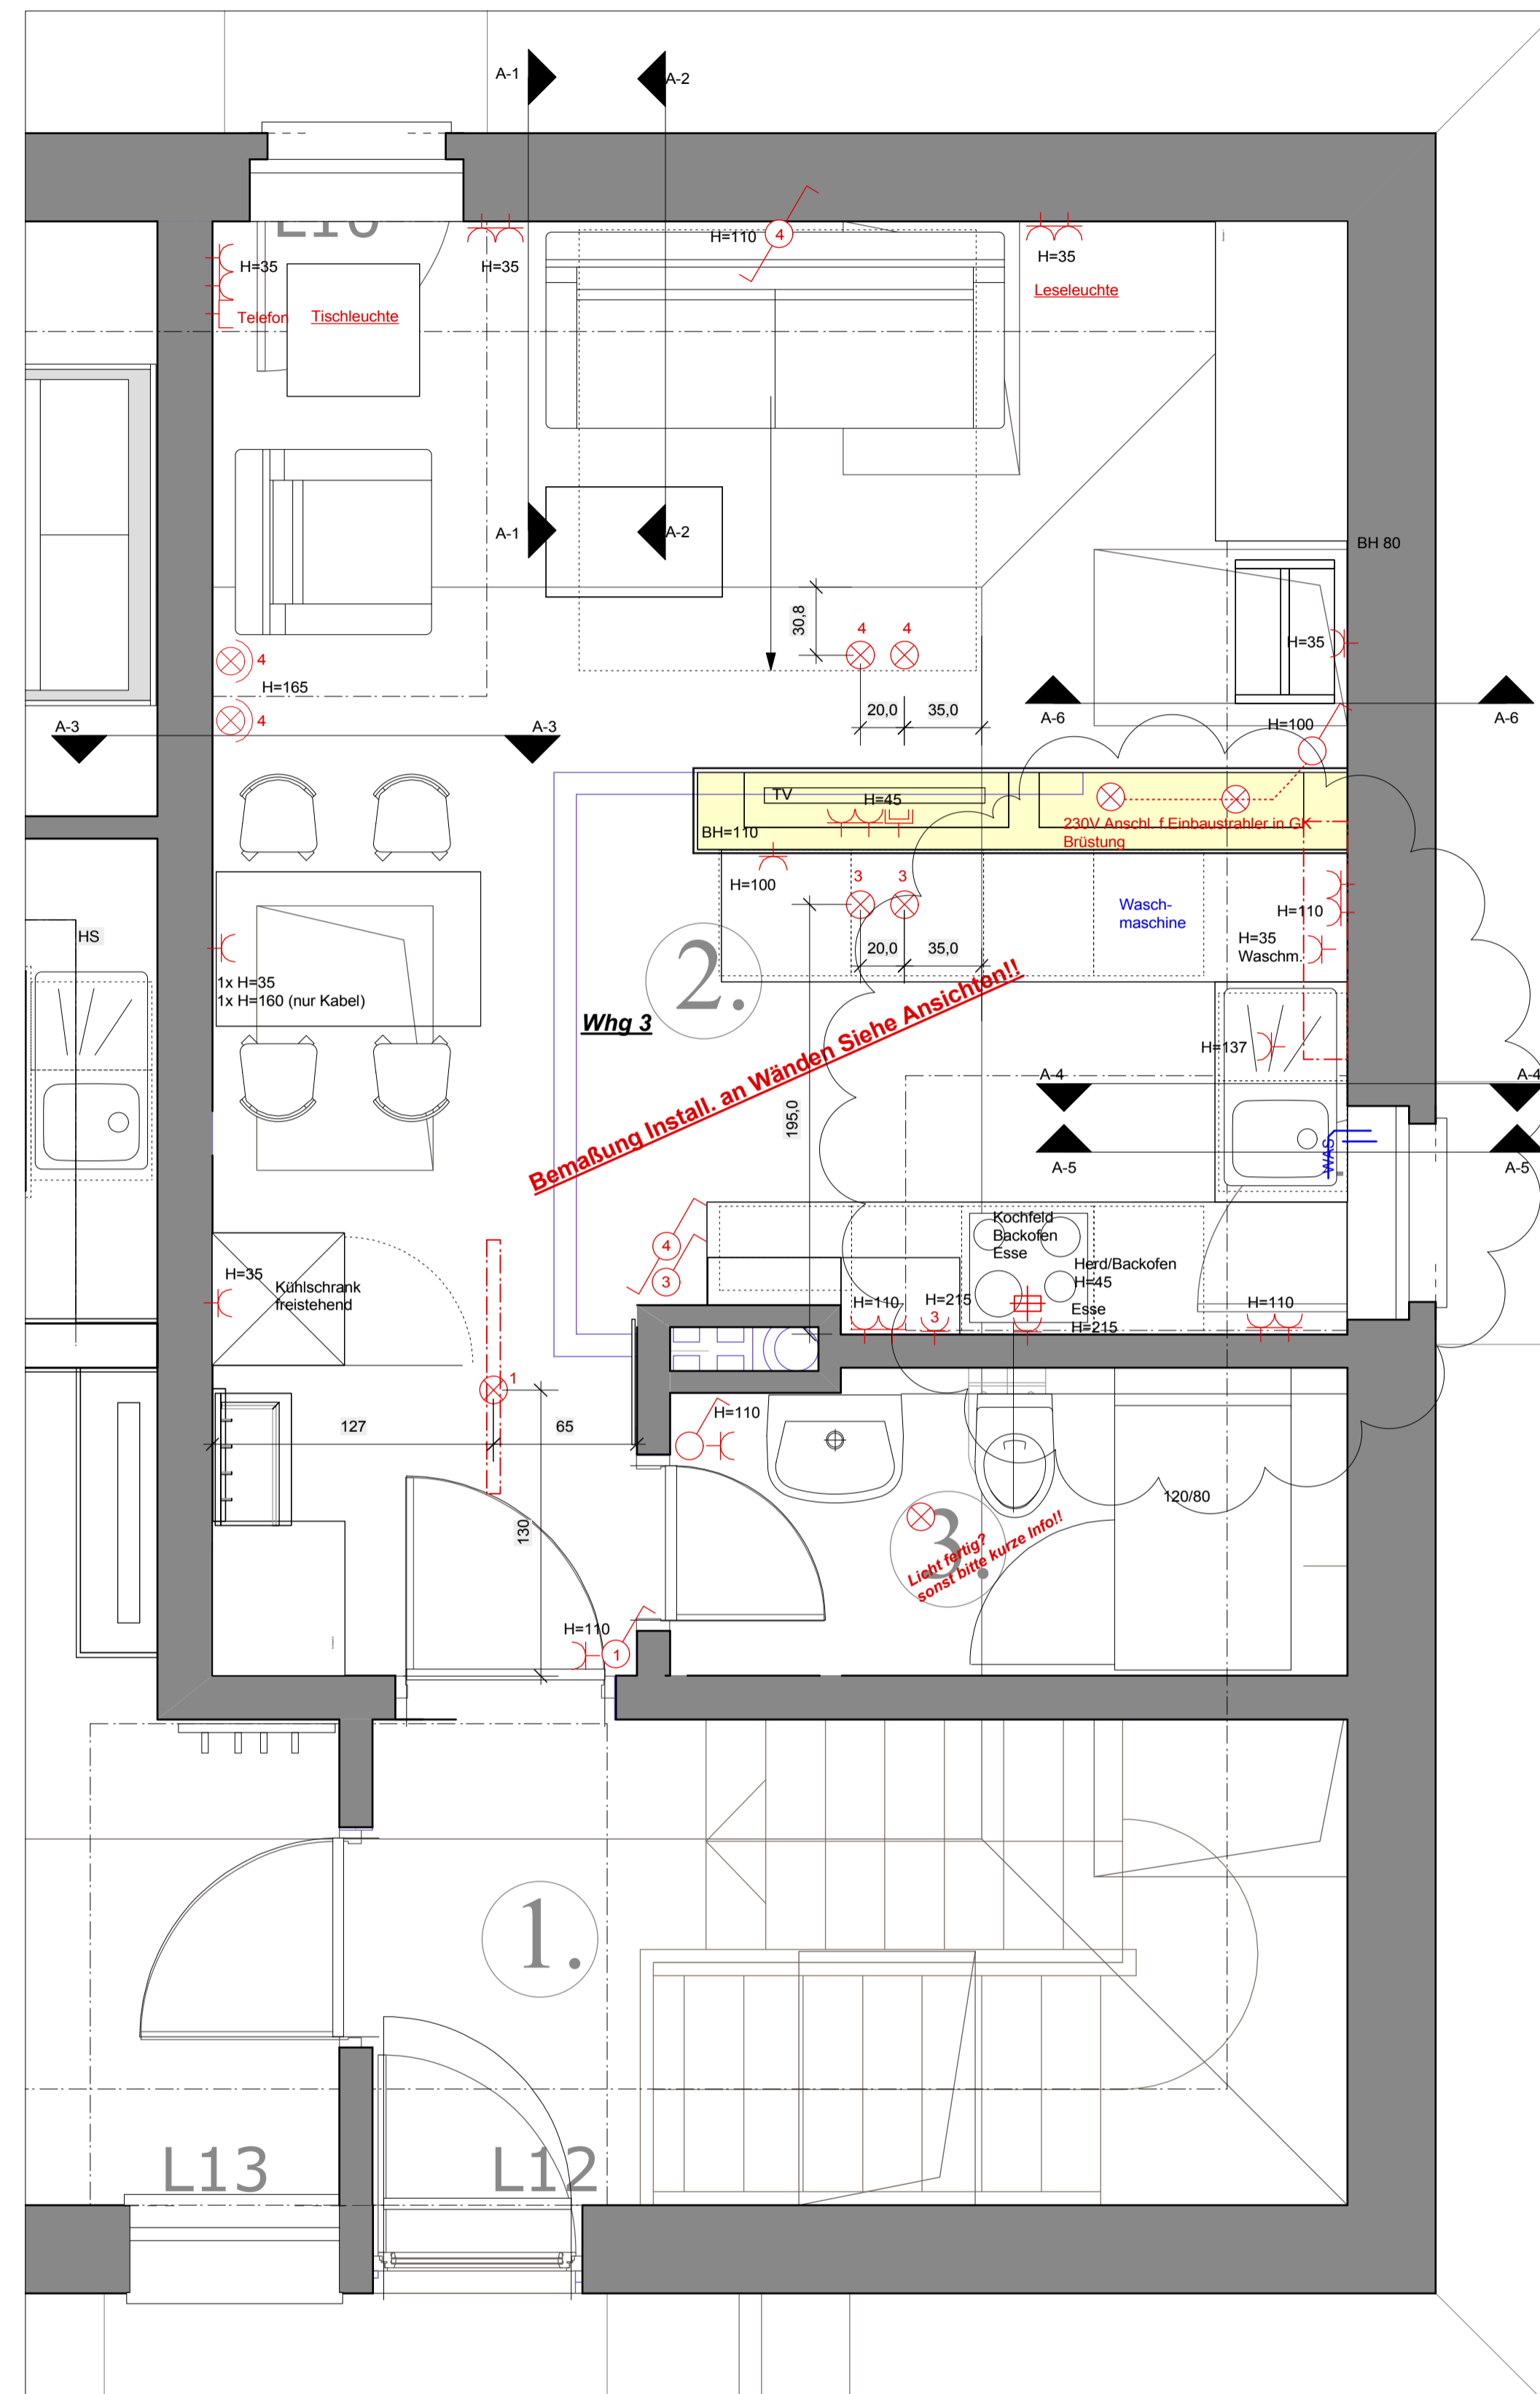 A-1
A-2
L10
H=35
H=35
H=110
4
H=35
Leseleuchte
Telefon
Tischleuchte
A-1
A-2
BH 80
30,8
4
4
H=35
4
H=165
4
20,0
35,0
A-3
A-3
A-6
A-6
H=100
TV
H=45
BH=110
230V Anschl. f.Einbaustrahler in GK
Brüstung
H=100
3
3
Wasch-
maschine
H=110
HS
H=35
Waschm.
20,0
35,0
1x H=35
1x H=160 (nur Kabel)
2.
Whg 3
Bemaßung Install. an Wänden Siehe Ansichten!!
H=137
A-4
A-4
195,0
WAS
A-5
A-5
Kochfeld
Backofen
Esse
4
3
Herd/Backofen
H=45
H=35
Kühlschrank
freistehend
H=110
H=215
3
Esse
H=215
H=110
1
127
65
H=110
130
120/80
3.
Licht fertig?
sonst bitte kurze Info!!
H=110
1
1.
L13
L12